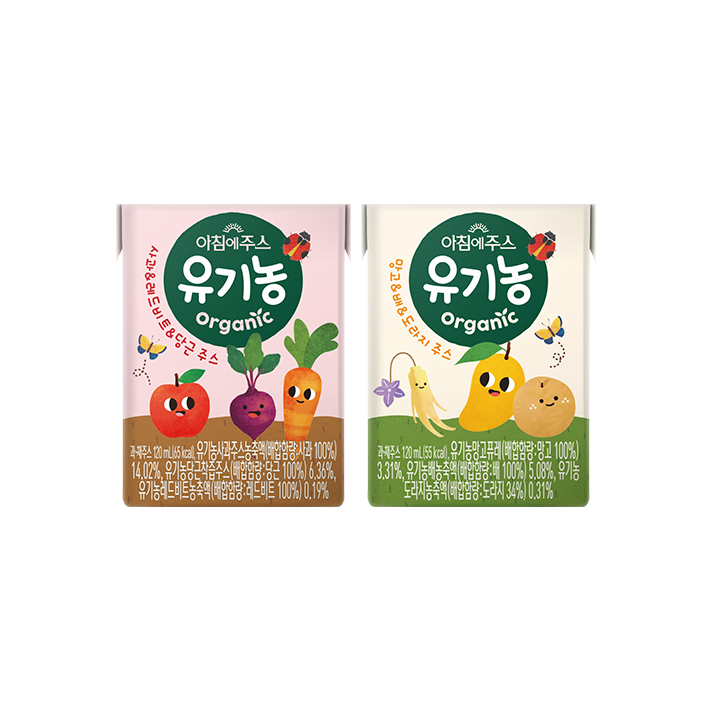 아침에주스
유기농
organic
사과&레드비트&당근 주스
과·채주스 120 mL(65 kcal), 유기농사과주스농축액(배합함량:사과 100%)
14.02%, 유기농당근착즙주스(배합함량:당근 100%) 6.36%,
유기농레드비트농축액(배합함량:레드비트 100%) 0.19%
아침에주스
유기농
organic
망고&배&도라지 주스
과·채주스 120 mL(55 kcal), 유기농망고퓨레(배합함량:망고 100%)
3.31%, 유기농배농축액(배합함량:배 100%) 5.08%, 유기농
도라지농축액(배합함량:도라지 34%) 0.31%